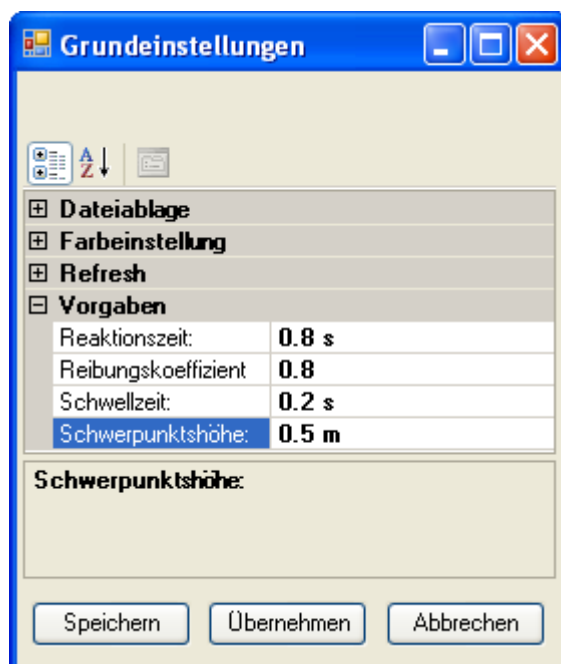 Grundeinstellungen
Dateiablage
Farbeinstellung
Refresh
Vorgaben
Reaktionszeit: 0.8 s
Reibungskoeffizient 0.8
Schwellzeit: 0.2 s
Schwerpunktshöhe: 0.5 m
Schwerpunktshöhe:
Speichern Übernehmen Abbrechen